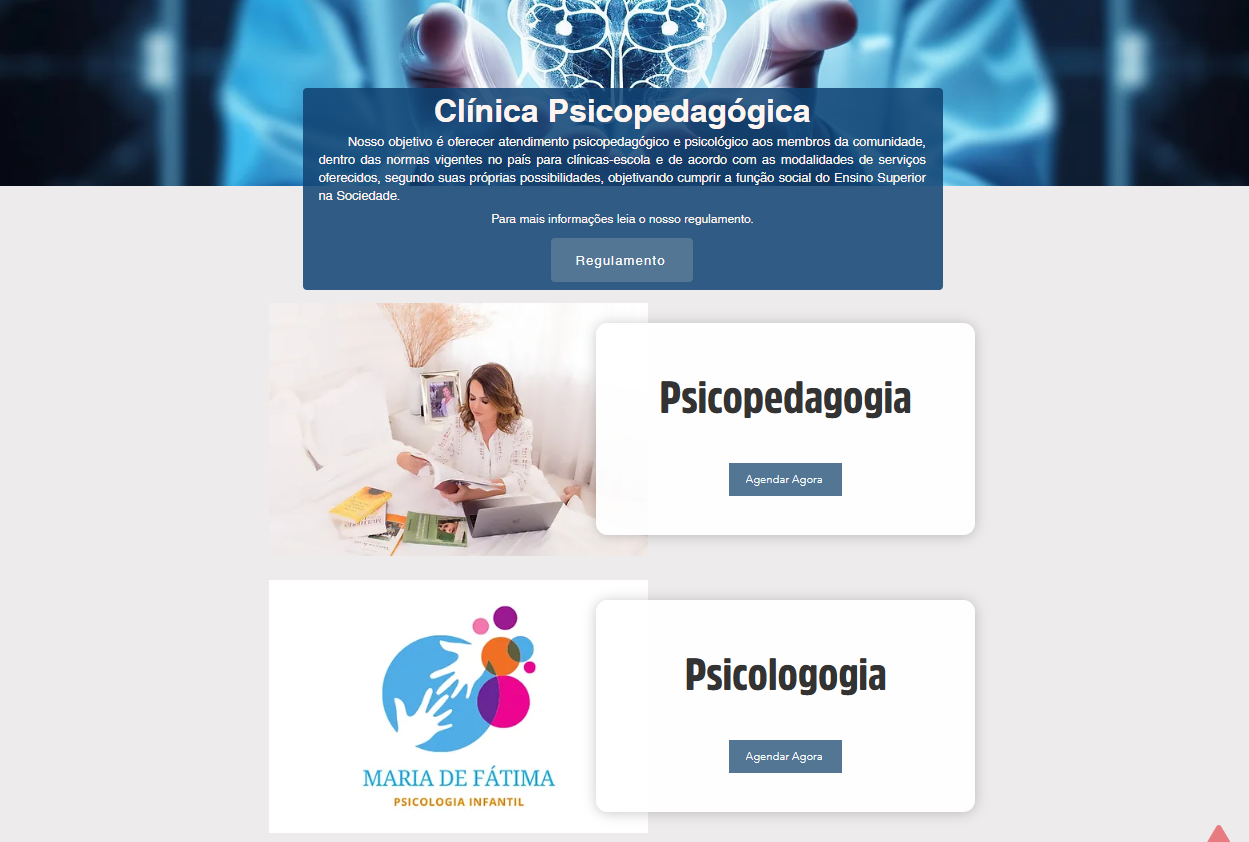 Clínica Psicopedagógica
Nosso objetivo é oferecer atendimento psicopedagógico e psicológico aos membros da comunidade,
dentro das normas vigentes no país para clínicas-escola e de acordo com as modalidades de serviços
oferecidos, segundo suas próprias possibilidades, objetivando cumprir a função social do Ensino Superior
na Sociedade.
Para mais informações leia o nosso regulamento.
Regulamento
Psicopedagogia
Agendar Agora
Psicologogia
Agendar Agora
MARIA DE FÁTIMA
PSICOLOGIA INFANTIL